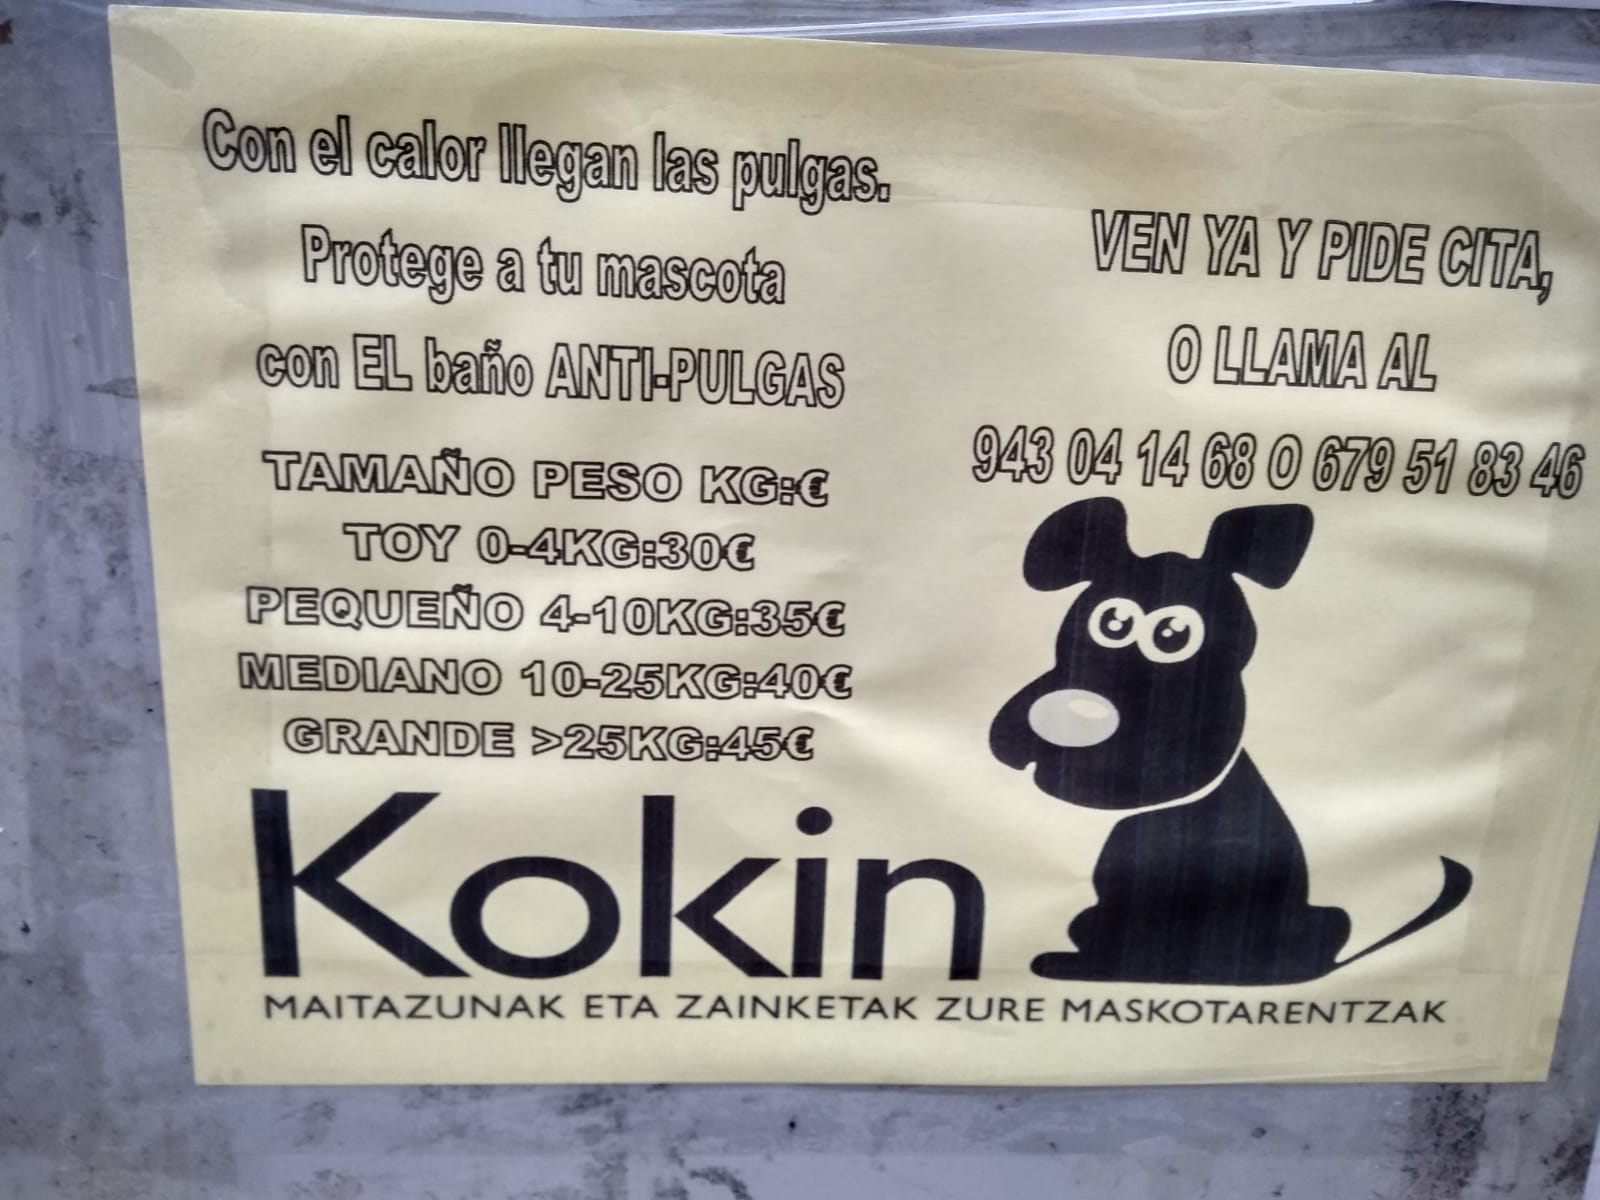 Con el calor llegan las pulgas.
Protege a tu mascota
con EL baño ANTI-PULGAS
TAMAÑO PESO KG:€
TOY 0-4KG:30€
PEQUEÑO 4-10KG:35€
MEDIANO 10-25KG:40€
GRANDE >25KG:45€
VEN YA Y PIDE CITA,
O LLAMA AL
943 04 14 68 O 679 51 83 46
Kokin
MAITAZUNAK ETA ZAINKETAK ZURE MASKOTARENTZAK